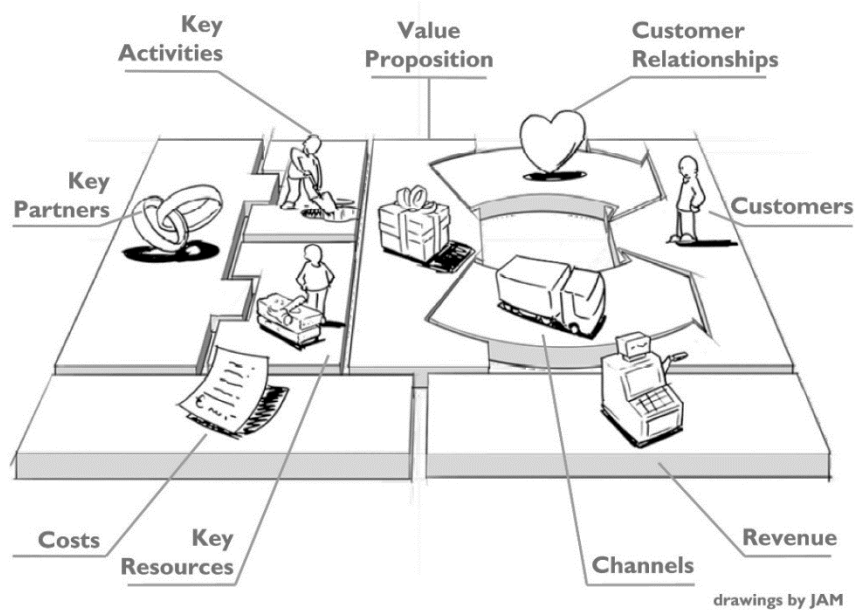 Key
Activities
Value
Proposition
Customer
Relationships
Key
Partners
Customers
Costs
Key
Resources
Channels
Revenue
drawings by JAM